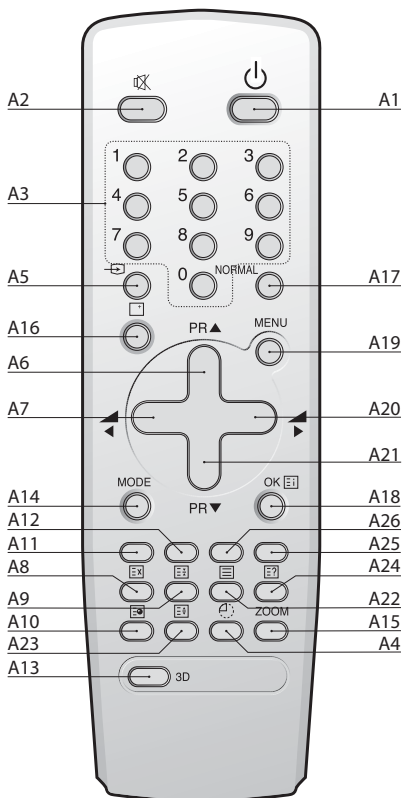 A2 A1
1 2 3
A3 4 5 6
7 8 9
A5 0 NORMAL A17
A16 PR▲ MENU A19
A6
A7 A20
A21
A14 MODE PR▼ OK A18
A12 A26
A11 A25
A8 A24
A9 A22
A10 ZOOM A15
A23 A4
A13 3D